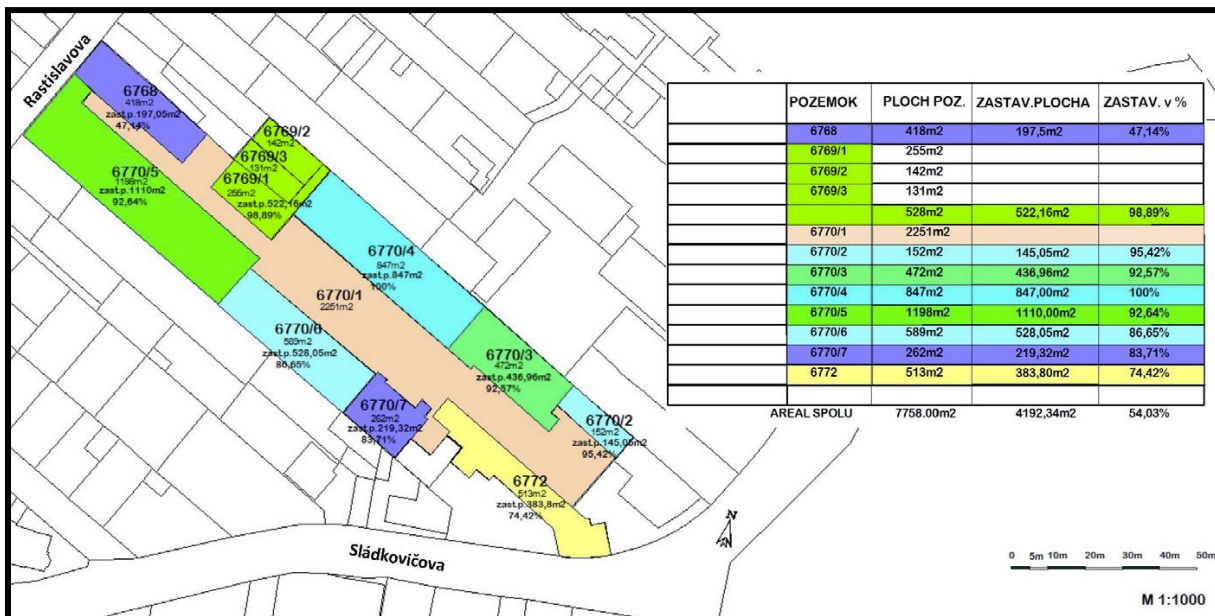 Rastislavova
6768
418m2
zast.p.197,05m2
47,14%
6769/2
142m2
6769/3
131m2
6769/1
255m2
zast.p.522,16m2
98,89%
6770/5
1198m2
zast.p.1110m2
92,64%
6770/4
847m2
zast.p.847m2
100%
6770/1
2251m2
6770/6
589m2
zast.p.528,05m2
86,65%
6770/3
472m2
zast.p.436,96m2
92,57%
6770/7
262m2
zast.p.219,32m2
83,71%
6770/2
152m2
zast.p.145,05m2
95,42%
6772
513m2
zast.p.383,8m2
74,42%
Sládkovičova
POZEMOK PLOCH POZ. ZASTAV.PLOCHA ZASTAV. v %
6768 418m2 197,5m2 47,14%
6769/1 255m2
6769/2 142m2
6769/3 131m2
528m2 522,16m2 98,89%
6770/1 2251m2
6770/2 152m2 145,05m2 95,42%
6770/3 472m2 436,96m2 92,57%
6770/4 847m2 847,00m2 100%
6770/5 1198m2 1110,00m2 92,64%
6770/6 589m2 528,05m2 86,65%
6770/7 262m2 219,32m2 83,71%
6772 513m2 383,80m2 74,42%
AREAL SPOLU 7758.00m2 4192,34m2 54,03%
N
0 5m 10m 20m 30m 40m 50m
M 1:1000